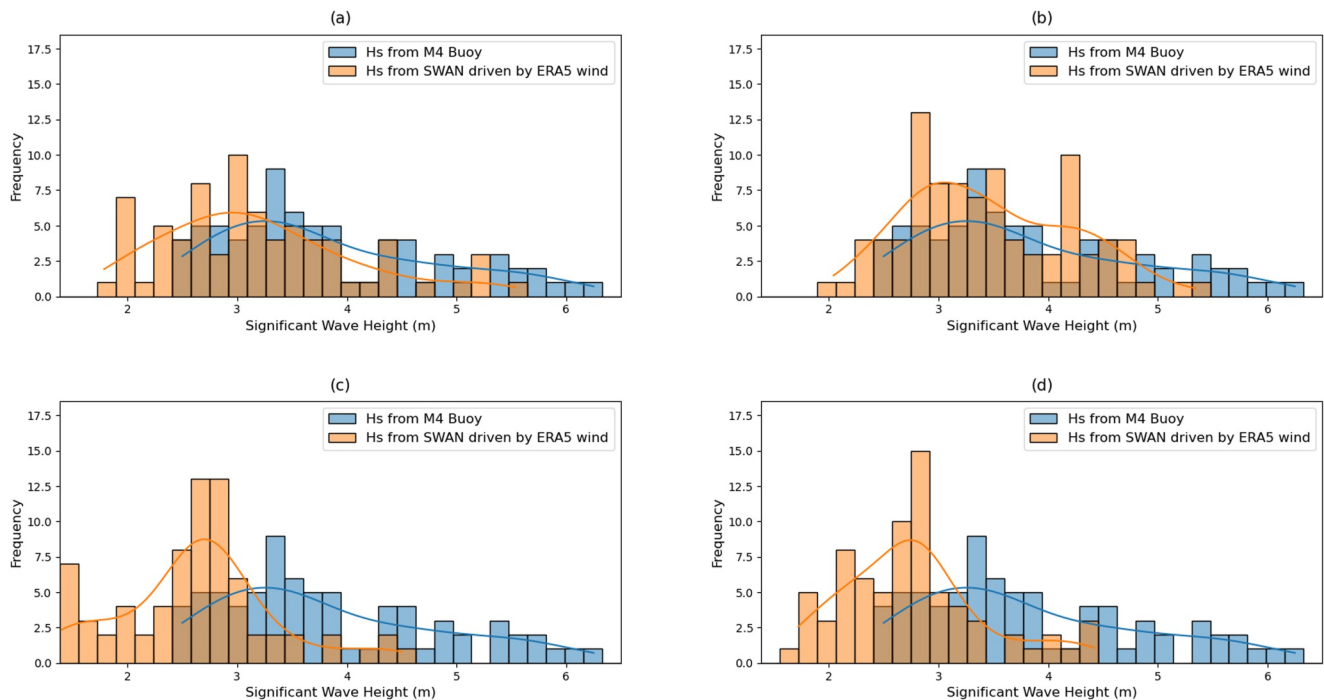 (a)
17.5
15.0
12.5
10.0
7.5
5.0
2.5
0.0
Frequency
Hs from M4 Buoy
Hs from SWAN driven by ERA5 wind
2 3 4 5 6
Significant Wave Height (m)
(b)
17.5
15.0
12.5
10.0
7.5
5.0
2.5
0.0
Frequency
Hs from M4 Buoy
Hs from SWAN driven by ERA5 wind
2 3 4 5 6
Significant Wave Height (m)
(c)
17.5
15.0
12.5
10.0
7.5
5.0
2.5
0.0
Frequency
Hs from M4 Buoy
Hs from SWAN driven by ERA5 wind
2 3 4 5 6
Significant Wave Height (m)
(d)
17.5
15.0
12.5
10.0
7.5
5.0
2.5
0.0
Frequency
Hs from M4 Buoy
Hs from SWAN driven by ERA5 wind
2 3 4 5 6
Significant Wave Height (m)